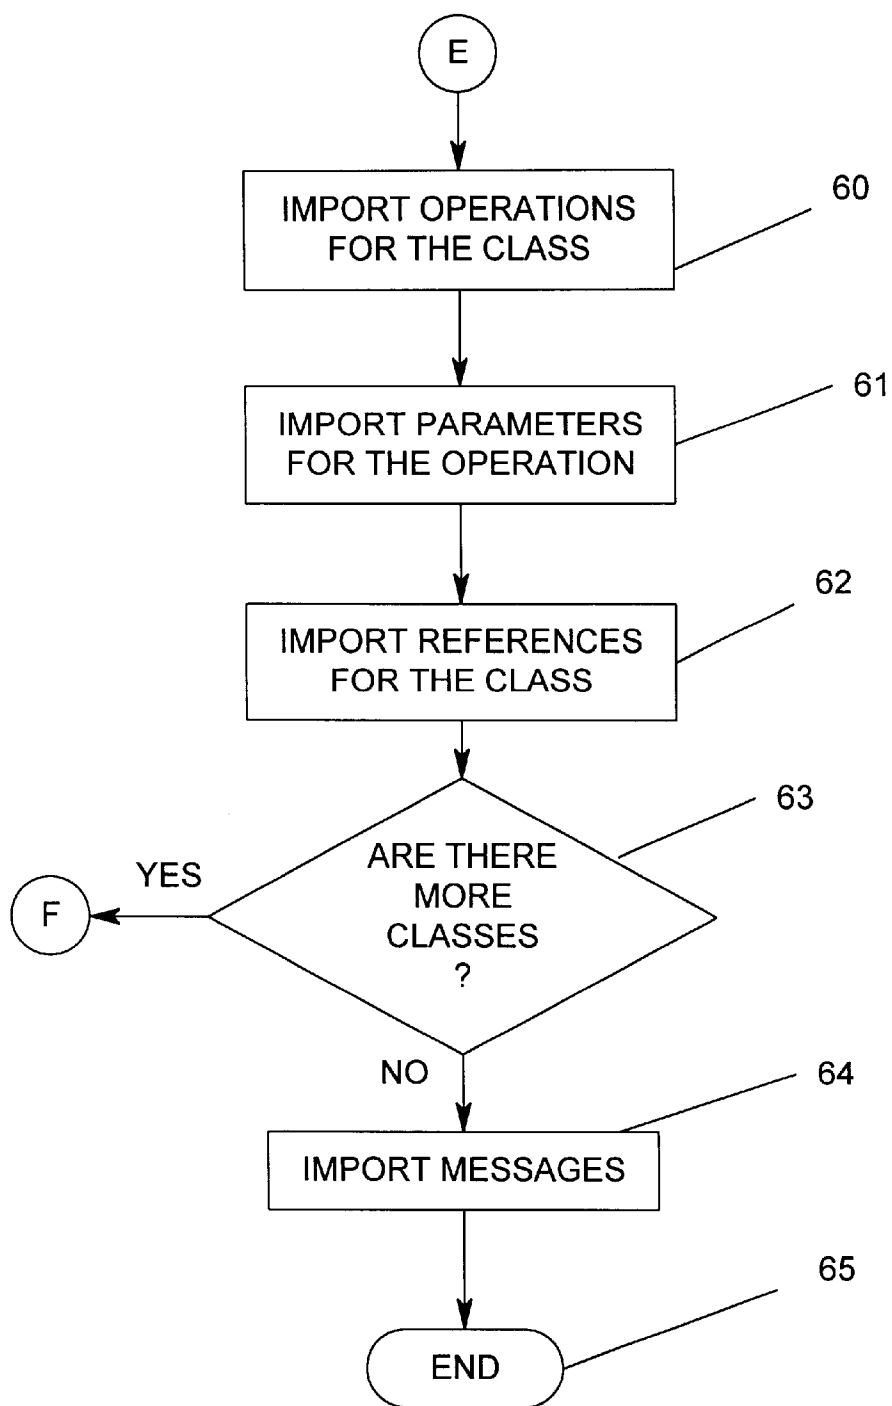 E
IMPORT OPERATIONS
FOR THE CLASS
60
IMPORT PARAMETERS
FOR THE OPERATION
61
IMPORT REFERENCES
FOR THE CLASS
62
ARE THERE
MORE
CLASSES
?
63
YES
F
NO
64
IMPORT MESSAGES
END
65